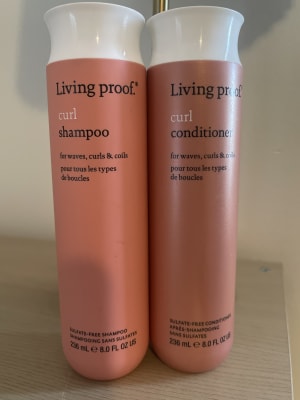 Living proof.®
curl
shampoo
for waves, curls & coils
pour tous les types
de boucles
SULFATE-FREE SHAMPOO
SHAMPOOING SANS SULFATES
236 mL ℮ 8.0 FL OZ US
Living proof.
curl
conditioner
for waves, curls & coils
pour tous les types
de boucles
SULFATE-FREE CONDITIONER
APRÈS-SHAMPOOING
SANS SULFATES
236 mL ℮ 8.0 FL OZ US